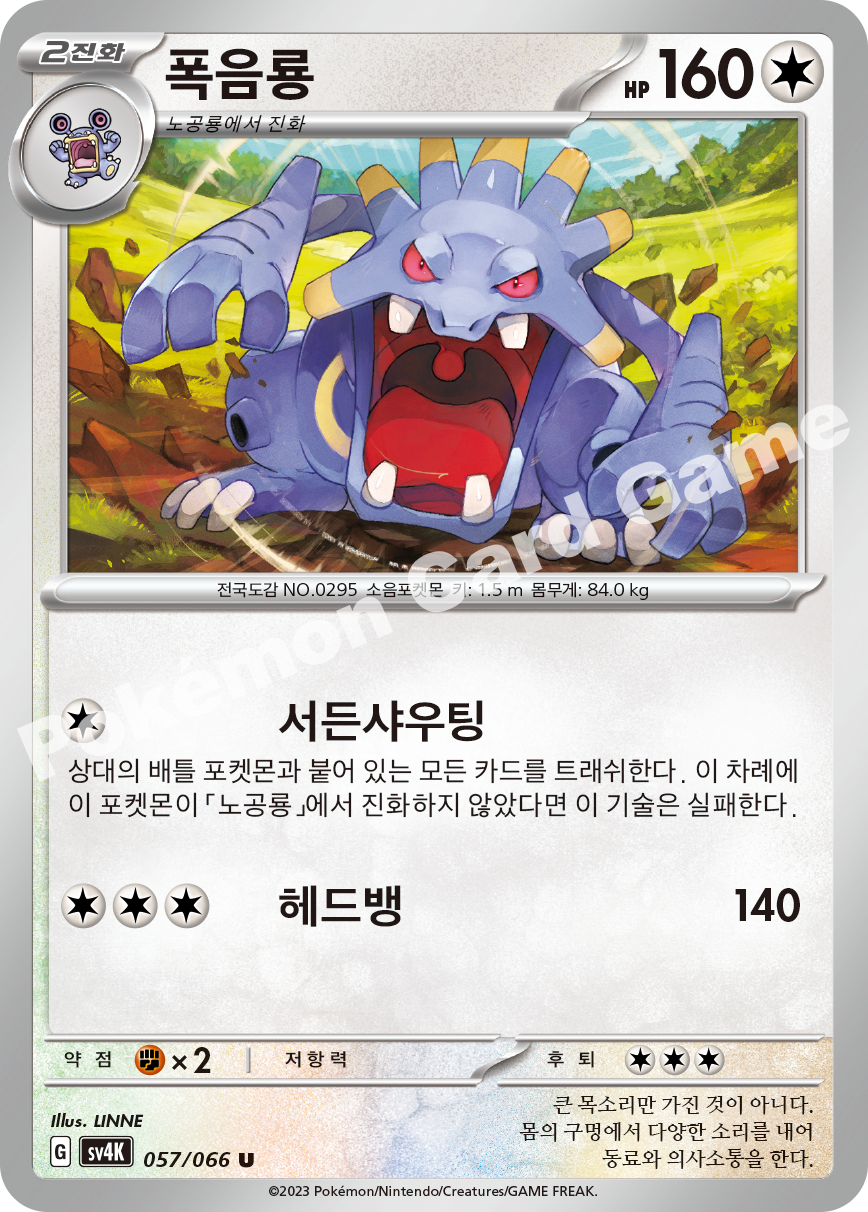 2진화
폭음룡
HP 160
노공룡에서 진화
전국도감 NO.0295 소음포켓몬 키: 1.5 m 몸무게: 84.0 kg
Pokémon Card Game
서든샤우팅
상대의 배틀 포켓몬과 붙어 있는 모든 카드를 트래쉬한다. 이 차례에
이 포켓몬이 「노공룡」에서 진화하지 않았다면 이 기술은 실패한다.
헤드뱅 140
약점 ×2 저항력 후퇴
큰 목소리만 가진 것이 아니다.
몸의 구멍에서 다양한 소리를 내어
동료와 의사소통을 한다.
Illus. LINNE
G sv4K 057/066 U
©2023 Pokémon/Nintendo/Creatures/GAME FREAK.